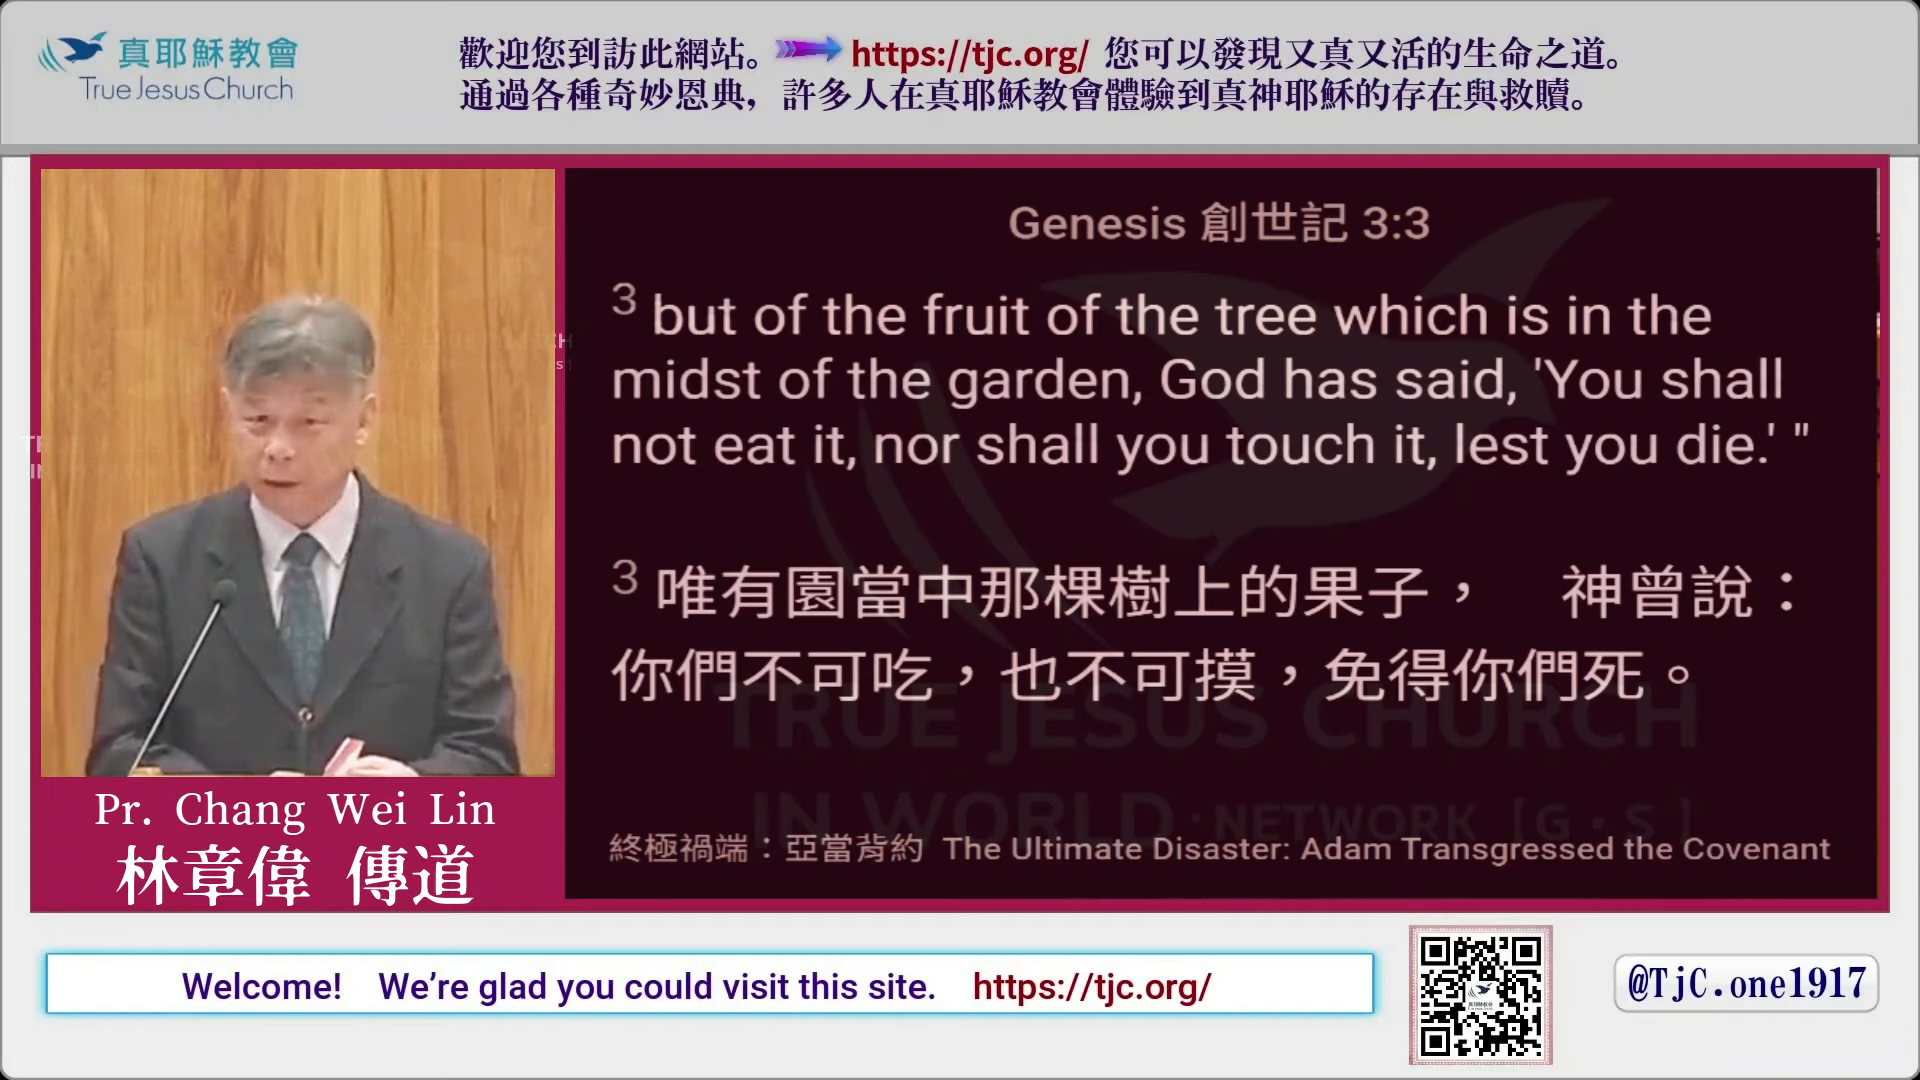 真耶穌教會
True Jesus Church
歡迎您到訪此網站。 https://tjc.org/ 您可以發現又真又活的生命之道。
通過各種奇妙恩典，許多人在真耶穌教會體驗到真神耶穌的存在與救贖。
Genesis 創世記 3:3
3 but of the fruit of the tree which is in the
midst of the garden, God has said, 'You shall
not eat it, nor shall you touch it, lest you die.' "
3 唯有園當中那棵樹上的果子，　神曾說：
你們不可吃，也不可摸，免得你們死。
TRUE JESUS CHURCH
IN WORLD · NETWORK [G·S]
終極禍端：亞當背約 The Ultimate Disaster: Adam Transgressed the Covenant
Pr. Chang Wei Lin
林章偉 傳道
Welcome! We’re glad you could visit this site. https://tjc.org/
@TjC.one1917